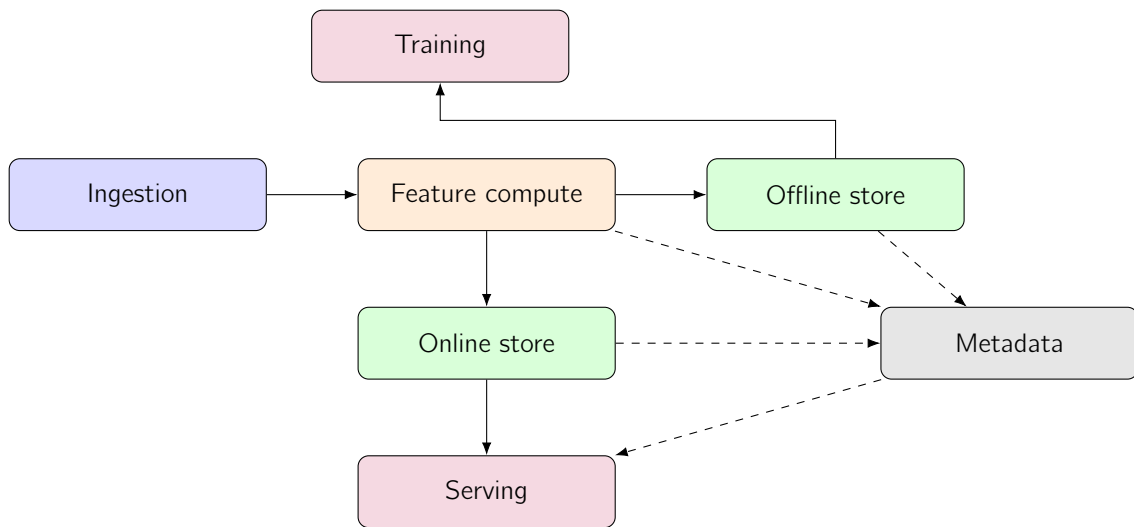 Training
Ingestion
Feature compute
Offline store
Online store
Metadata
Serving